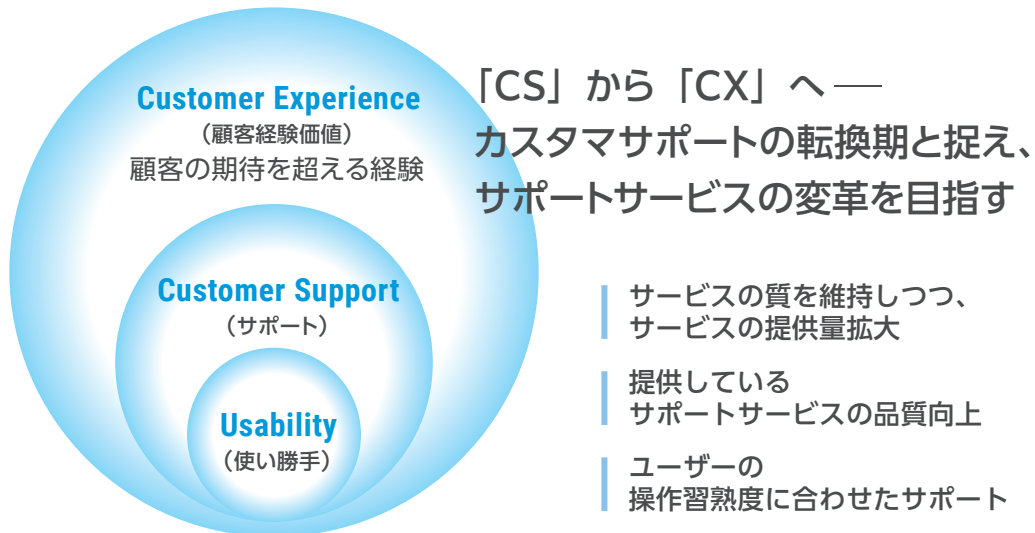 Customer Experience
（顧客経験価値）
顧客の期待を超える経験
Customer Support
（サポート）
Usability
（使い勝手）
「CS」から「CX」へ ―
カスタマサポートの転換期と捉え、
サポートサービスの変革を目指す
サービスの質を維持しつつ、
サービスの提供量拡大
提供している
サポートサービスの品質向上
ユーザーの
操作習熟度に合わせたサポート